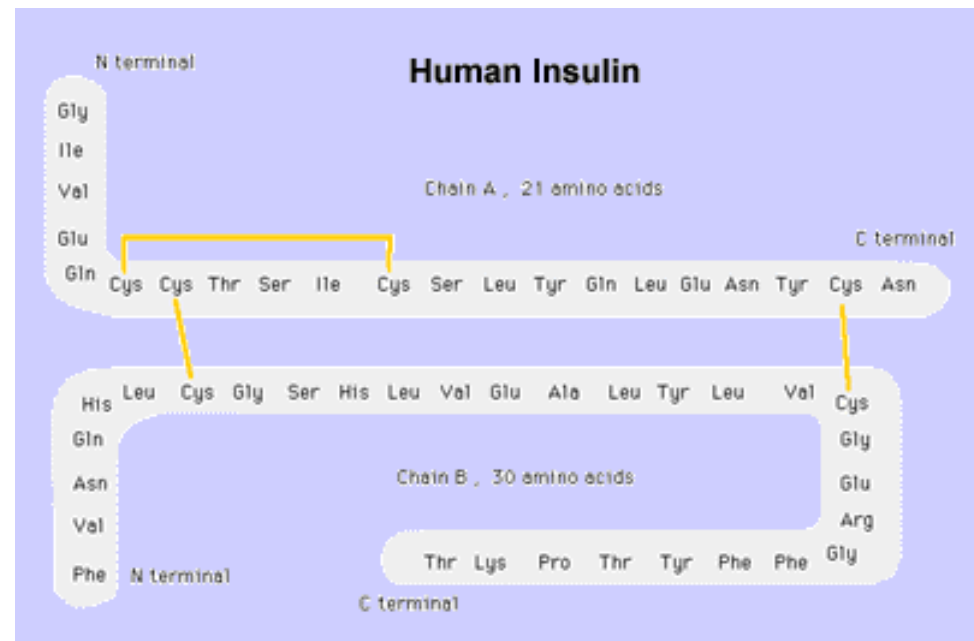 N terminal
Human Insulin
Gly
Ile
Val
Chain A , 21 amino acids
Glu
C terminal
Gln Cys Cys Thr Ser Ile Cys Ser Leu Tyr Gln Leu Glu Asn Tyr Cys Asn
His Leu Cys Gly Ser His Leu Val Glu Ala Leu Tyr Leu Val Cys
Gln Gly
Chain B , 30 amino acids
Asn Glu
Val Arg
Thr Lys Pro Thr Tyr Phe Phe Gly
Phe N terminal
C terminal